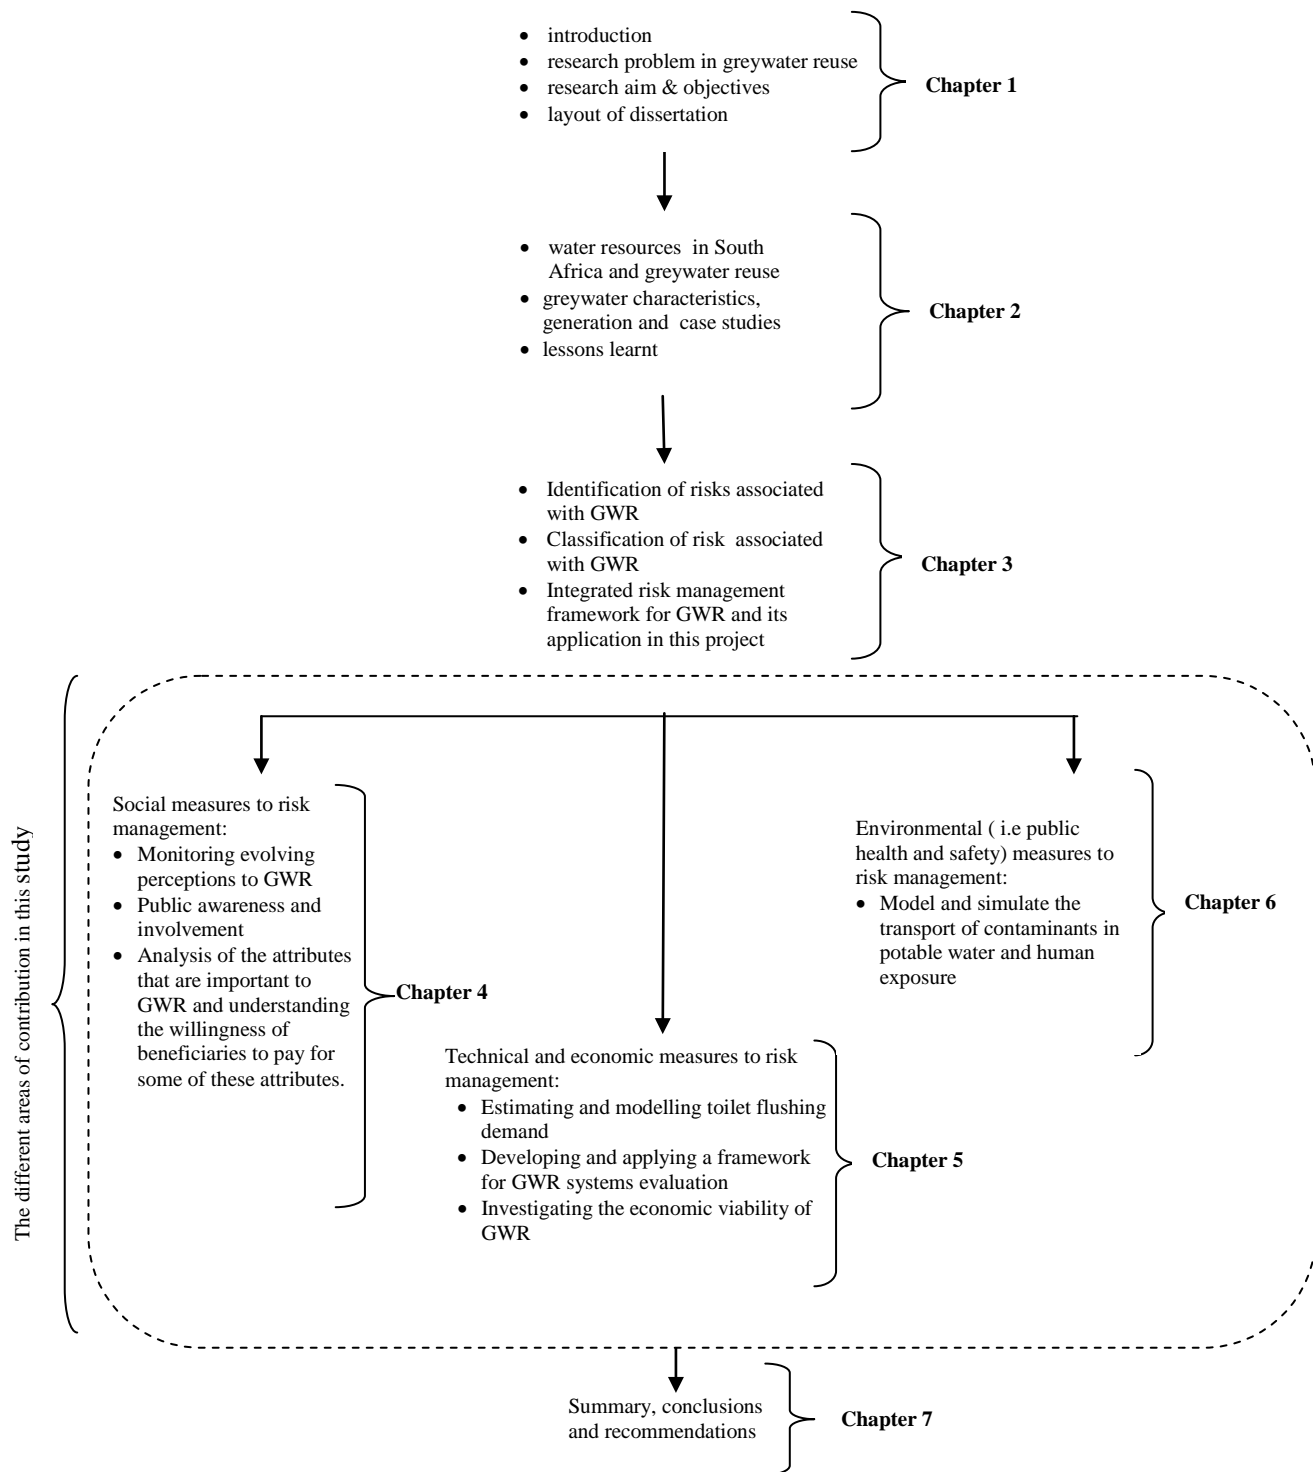 • introduction
• research problem in greywater reuse
• research aim & objectives
• layout of dissertation
Chapter 1
• water resources in South
Africa and greywater reuse
• greywater characteristics,
generation and case studies
• lessons learnt
Chapter 2
• Identification of risks associated
with GWR
• Classification of risk associated
with GWR
• Integrated risk management
framework for GWR and its
application in this project
Chapter 3
The different areas of contribution in this study
Social measures to risk
management:
• Monitoring evolving
perceptions to GWR
• Public awareness and
involvement
• Analysis of the attributes
that are important to
GWR and understanding
the willingness of
beneficiaries to pay for
some of these attributes.
Chapter 4
Technical and economic measures to risk
management:
• Estimating and modelling toilet flushing
demand
• Developing and applying a framework
for GWR systems evaluation
• Investigating the economic viability of
GWR
Chapter 5
Environmental ( i.e public
health and safety) measures to
risk management:
• Model and simulate the
transport of contaminants in
potable water and human
exposure
Chapter 6
Summary, conclusions
and recommendations
Chapter 7